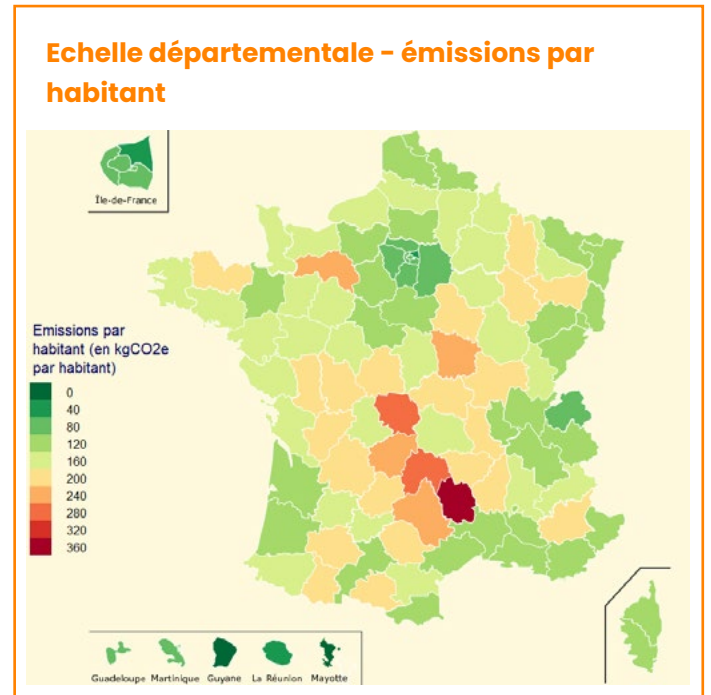 Echelle départementale - émissions par
habitant
Île-de-France
Emissions par
habitant (en kgCO2e
par habitant)
0
40
80
120
160
200
240
280
320
360
Guadeloupe Martinique Guyane La Réunion Mayotte